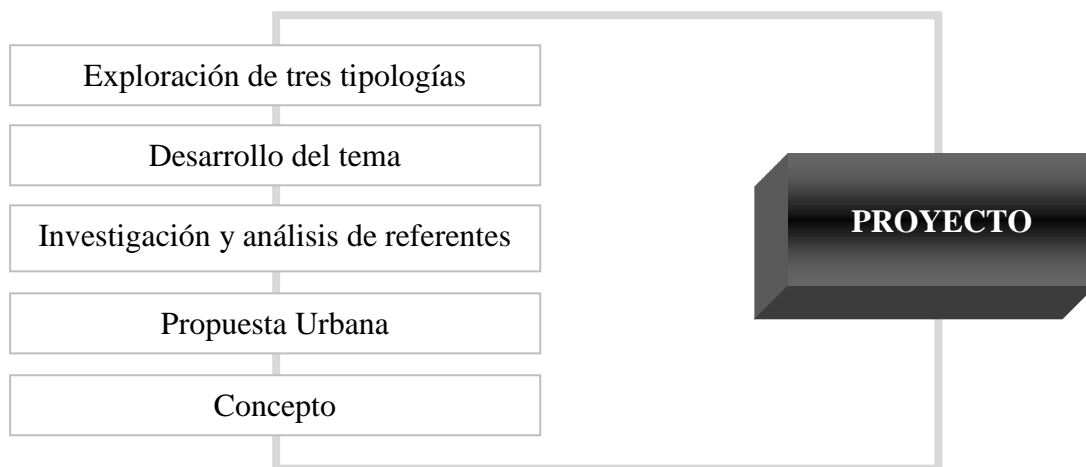 Exploración de tres tipologías
Desarrollo del tema
Investigación y análisis de referentes
PROYECTO
Propuesta Urbana
Concepto